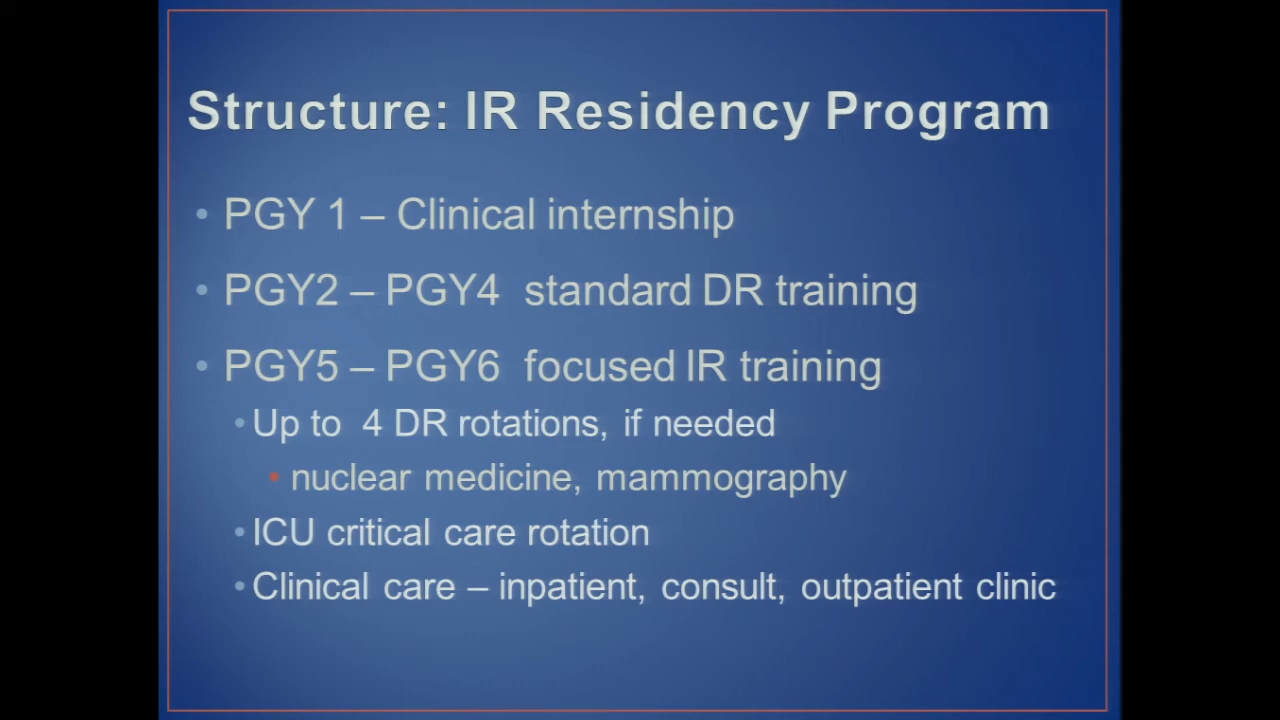 Structure: IR Residency Program
• PGY 1 – Clinical internship
• PGY2 – PGY4 standard DR training
• PGY5 – PGY6 focused IR training
• Up to 4 DR rotations, if needed
• nuclear medicine, mammography
• ICU critical care rotation
• Clinical care – inpatient, consult, outpatient clinic